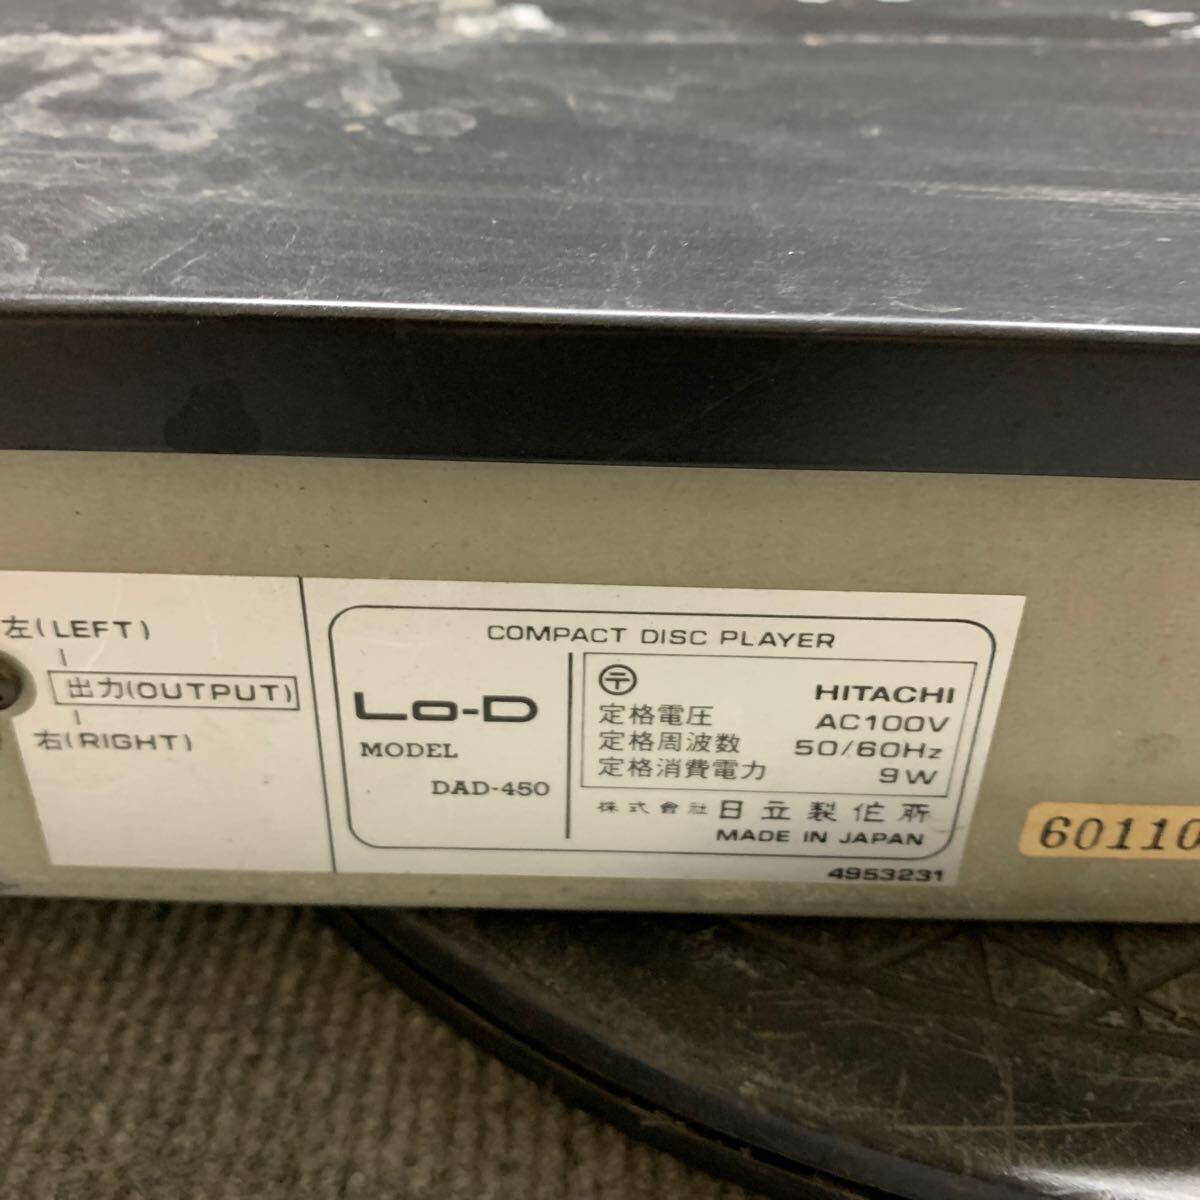 左(LEFT)
出力(OUTPUT)
右(RIGHT)
COMPACT DISC PLAYER
Lo-D
MODEL
DAD-450
〶 HITACHI
定格電圧 AC100V
定格周波数 50/60Hz
定格消費電力 9W
株式會社 日立製作所
MADE IN JAPAN
4953231
60110